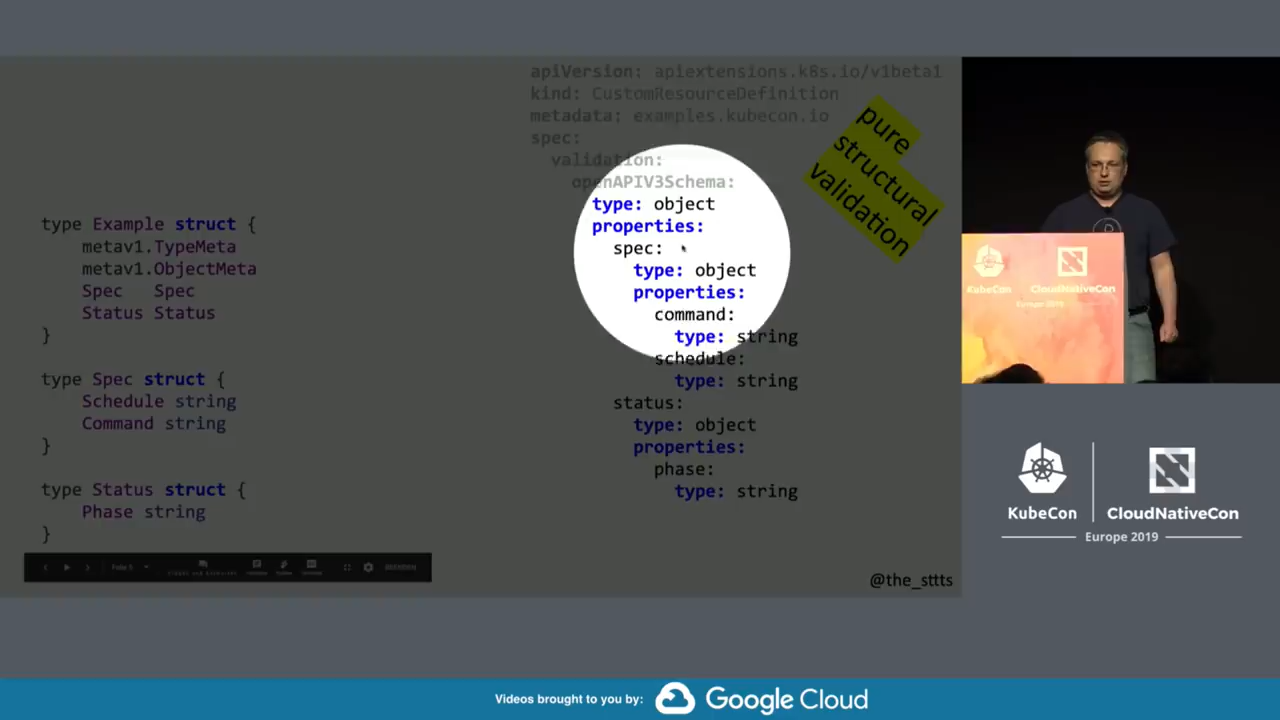 apiVersion: apiextensions.k8s.io/v1beta1
kind: CustomResourceDefinition
metadata: examples.kubecon.io
spec:
validation:
openAPIV3Schema:
type: object
properties:
spec:
type: object
properties:
command:
type: string
schedule:
type: string
status:
type: object
properties:
phase:
type: string
pure
structural
validation
type Example struct {
metav1.TypeMeta
metav1.ObjectMeta
Spec Spec
Status Status
}
type Spec struct {
Schedule string
Command string
}
type Status struct {
Phase string
}
@the_sttts
KubeCon
CloudNativeCon
Europe 2019
KubeCon
CloudNativeCon
Europe 2019
Videos brought to you by:
Google Cloud